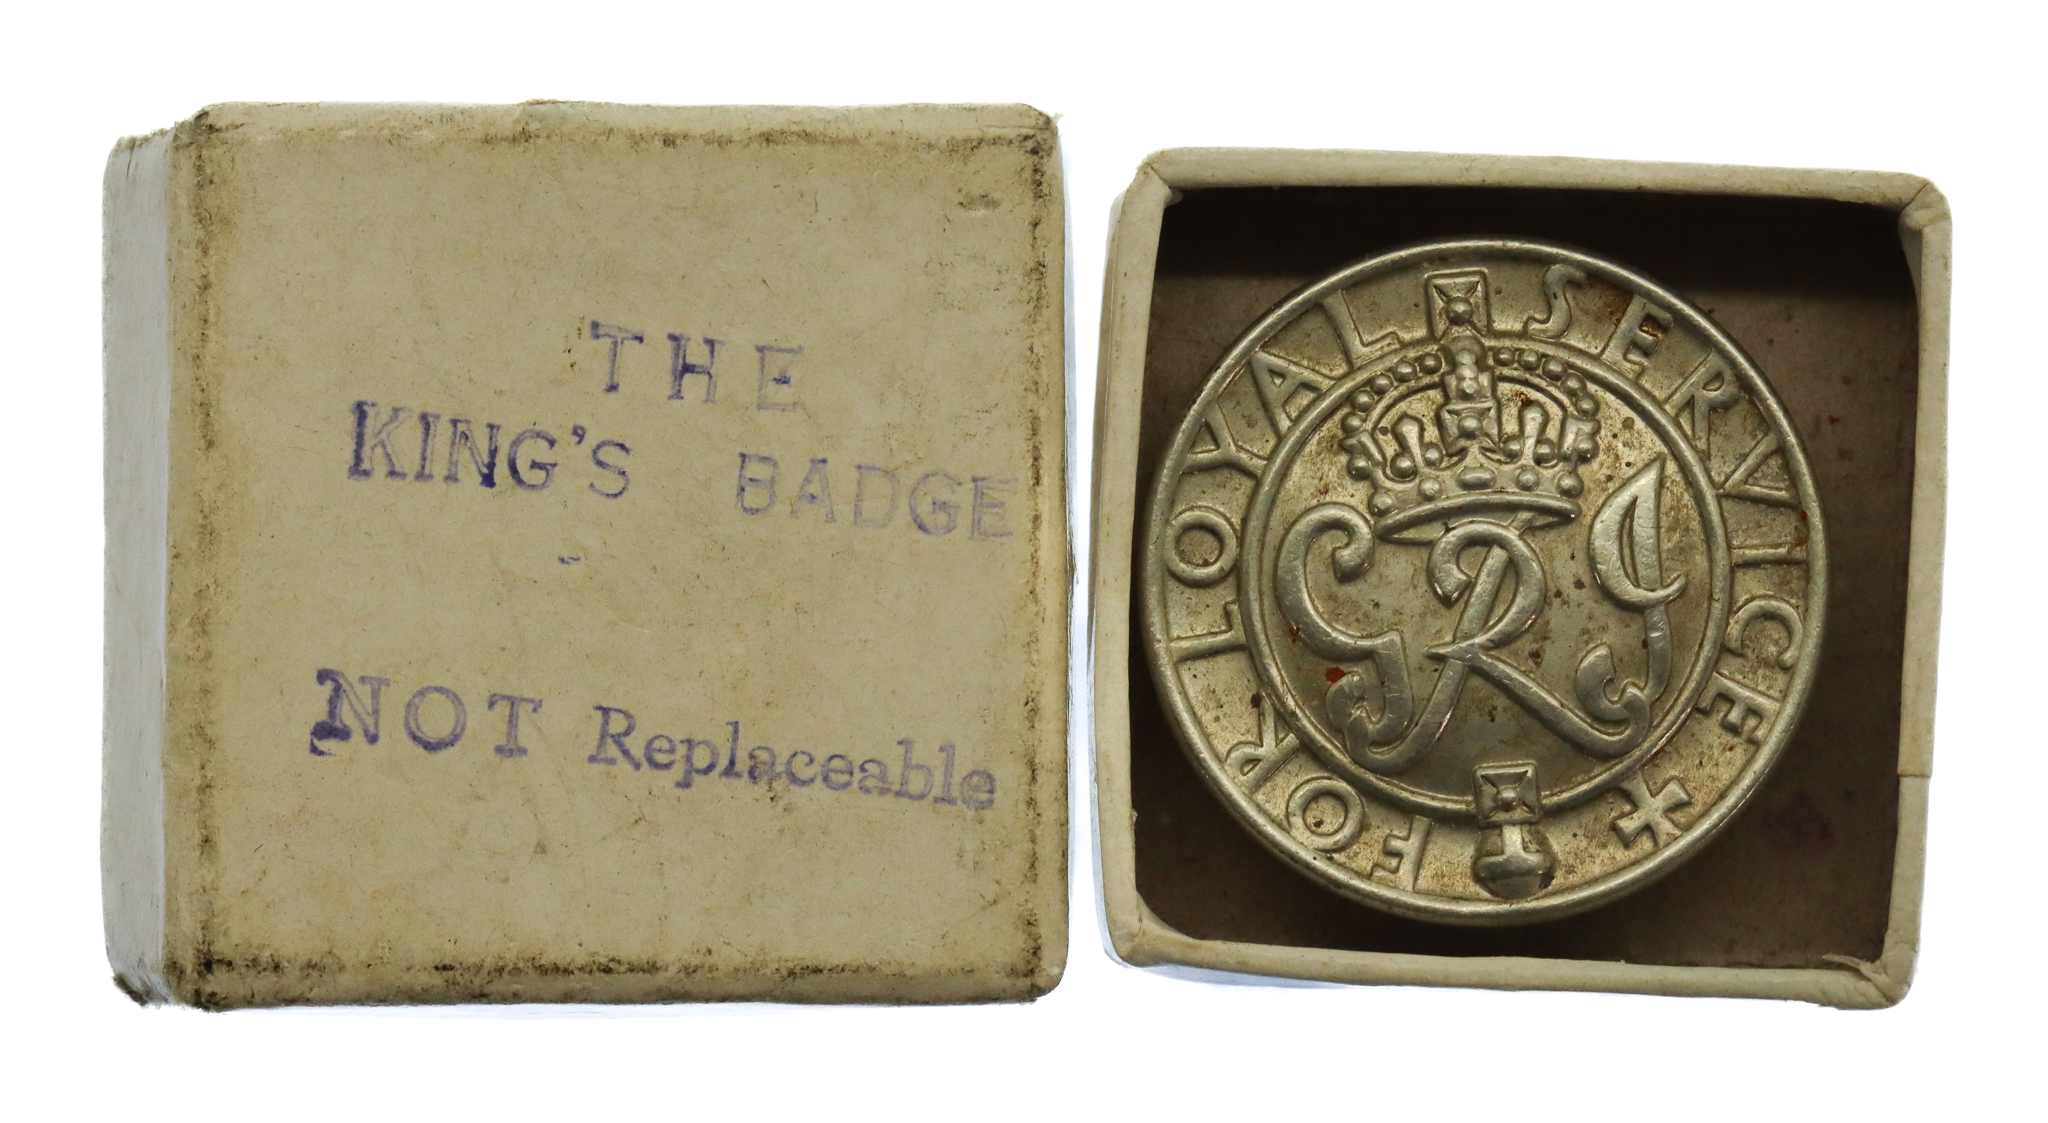 THE
KING'S BADGE
-
NOT Replaceable
FOR LOYAL SERVICE
GRI